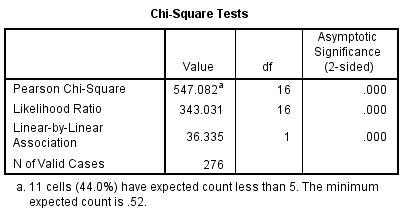 Chi-Square Tests
Value df Asymptotic Significance (2-sided)
Pearson Chi-Square 547.082a 16 .000
Likelihood Ratio 343.031 16 .000
Linear-by-Linear Association 36.335 1 .000
N of Valid Cases 276
a. 11 cells (44.0%) have expected count less than 5. The minimum
expected count is .52.